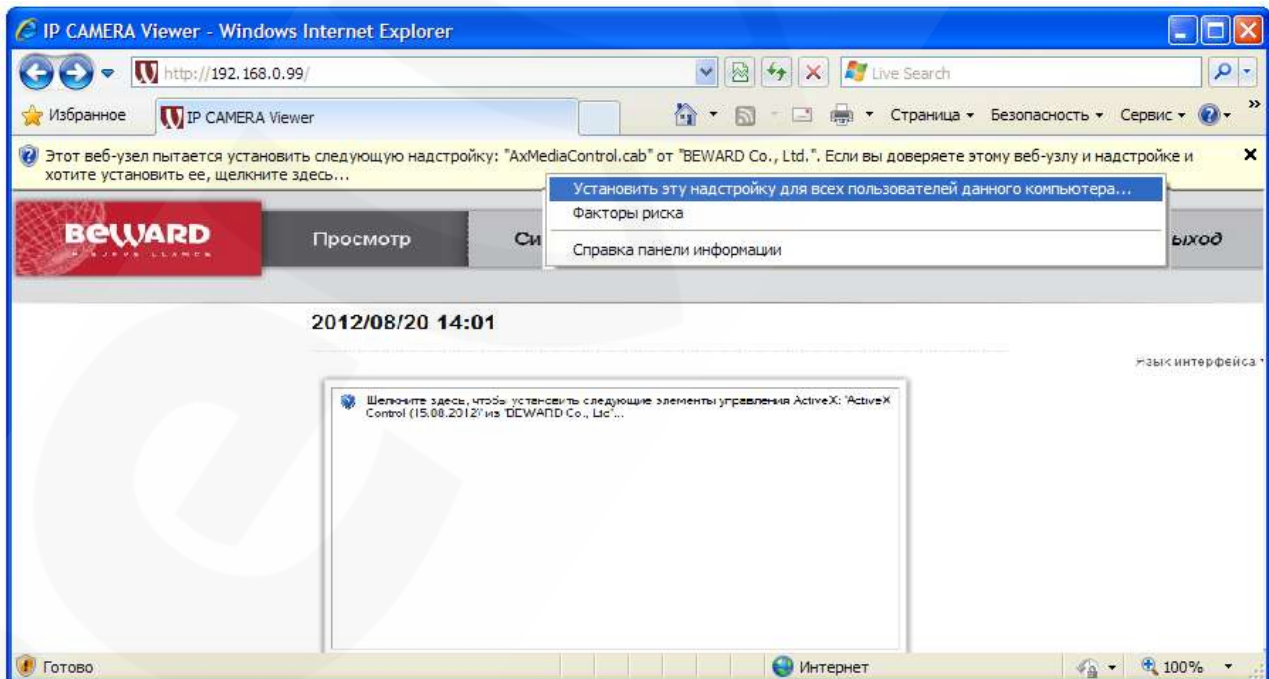 IP CAMERA Viewer - Windows Internet Explorer
http://192.168.0.99/
Live Search
Избранное
IP CAMERA Viewer
Страница
Безопасность
Сервис
Этот веб-узел пытается установить следующую надстройку: "AxMediaControl.cab" от "BEWARD Co., Ltd.". Если вы доверяете этому веб-узлу и надстройке и
хотите установить ее, щелкните здесь...
Установить эту надстройку для всех пользователей данного компьютера...
Факторы риска
Справка панели информации
BEWARD
Просмотр
Си
ыход
2012/08/20 14:01
язык интерфейса
Щелкните здесь, чтобы установить следующие элементы управления ActiveX: 'ActiveX
Control (15.08.2012)' из 'BEWARD Co., Ltd'...
Готово
Интернет
100%